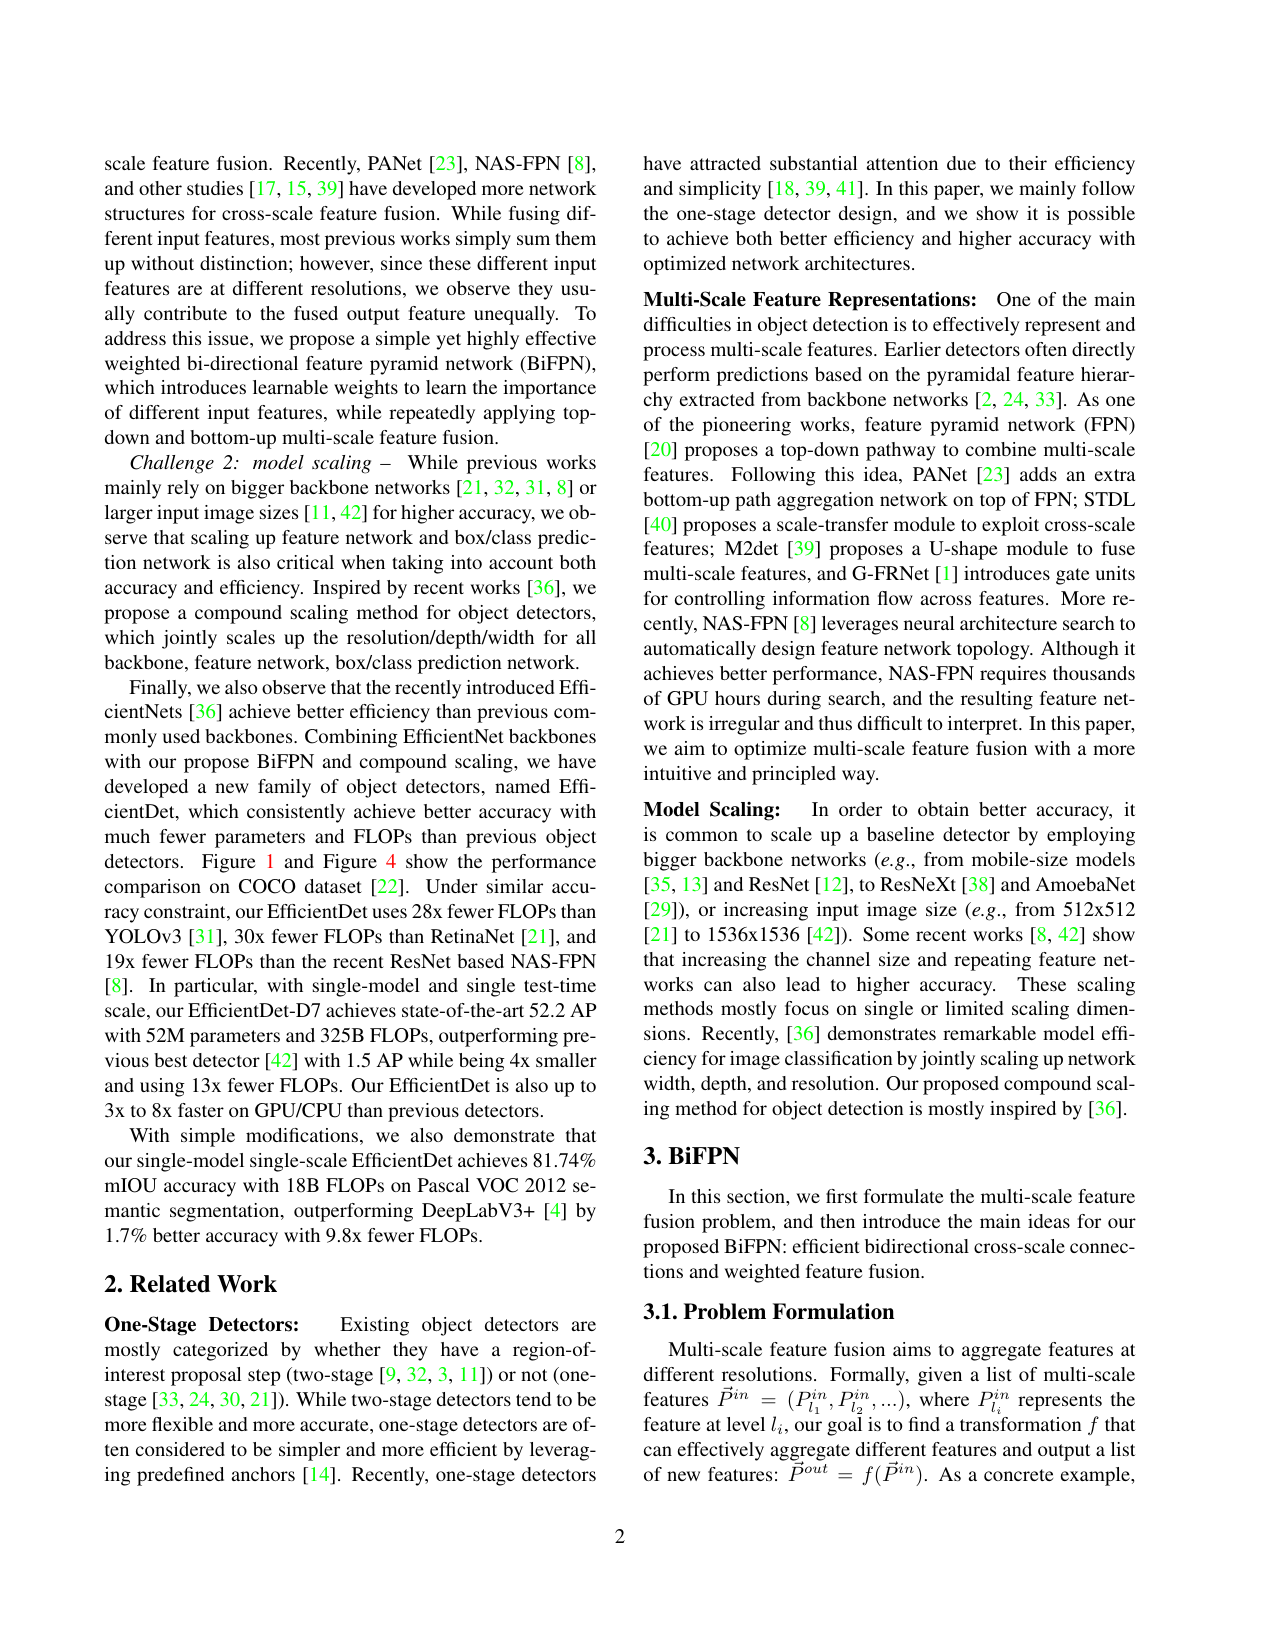 scale feature fusion. Recently, PANet [23], NAS-FPN [8],
and other studies [17, 15, 39] have developed more network
structures for cross-scale feature fusion. While fusing dif-
ferent input features, most previous works simply sum them
up without distinction; however, since these different input
features are at different resolutions, we observe they usu-
ally contribute to the fused output feature unequally. To
address this issue, we propose a simple yet highly effective
weighted bi-directional feature pyramid network (BiFPN),
which introduces learnable weights to learn the importance
of different input features, while repeatedly applying top-
down and bottom-up multi-scale feature fusion.
Challenge 2: model scaling – While previous works
mainly rely on bigger backbone networks [21, 32, 31, 8] or
larger input image sizes [11, 42] for higher accuracy, we ob-
serve that scaling up feature network and box/class predic-
tion network is also critical when taking into account both
accuracy and efficiency. Inspired by recent works [36], we
propose a compound scaling method for object detectors,
which jointly scales up the resolution/depth/width for all
backbone, feature network, box/class prediction network.
Finally, we also observe that the recently introduced Effi-
cientNets [36] achieve better efficiency than previous com-
monly used backbones. Combining EfficientNet backbones
with our propose BiFPN and compound scaling, we have
developed a new family of object detectors, named Effi-
cientDet, which consistently achieve better accuracy with
much fewer parameters and FLOPs than previous object
detectors. Figure 1 and Figure 4 show the performance
comparison on COCO dataset [22]. Under similar accu-
racy constraint, our EfficientDet uses 28x fewer FLOPs than
YOLOv3 [31], 30x fewer FLOPs than RetinaNet [21], and
19x fewer FLOPs than the recent ResNet based NAS-FPN
[8]. In particular, with single-model and single test-time
scale, our EfficientDet-D7 achieves state-of-the-art 52.2 AP
with 52M parameters and 325B FLOPs, outperforming pre-
vious best detector [42] with 1.5 AP while being 4x smaller
and using 13x fewer FLOPs. Our EfficientDet is also up to
3x to 8x faster on GPU/CPU than previous detectors.
With simple modifications, we also demonstrate that
our single-model single-scale EfficientDet achieves 81.74%
mIOU accuracy with 18B FLOPs on Pascal VOC 2012 se-
mantic segmentation, outperforming DeepLabV3+ [4] by
1.7% better accuracy with 9.8x fewer FLOPs.
2. Related Work
One-Stage Detectors: Existing object detectors are
mostly categorized by whether they have a region-of-
interest proposal step (two-stage [9, 32, 3, 11]) or not (one-
stage [33, 24, 30, 21]). While two-stage detectors tend to be
more flexible and more accurate, one-stage detectors are of-
ten considered to be simpler and more efficient by leverag-
ing predefined anchors [14]. Recently, one-stage detectors
have attracted substantial attention due to their efficiency
and simplicity [18, 39, 41]. In this paper, we mainly follow
the one-stage detector design, and we show it is possible
to achieve both better efficiency and higher accuracy with
optimized network architectures.
Multi-Scale Feature Representations: One of the main
difficulties in object detection is to effectively represent and
process multi-scale features. Earlier detectors often directly
perform predictions based on the pyramidal feature hierar-
chy extracted from backbone networks [2, 24, 33]. As one
of the pioneering works, feature pyramid network (FPN)
[20] proposes a top-down pathway to combine multi-scale
features. Following this idea, PANet [23] adds an extra
bottom-up path aggregation network on top of FPN; STDL
[40] proposes a scale-transfer module to exploit cross-scale
features; M2det [39] proposes a U-shape module to fuse
multi-scale features, and G-FRNet [1] introduces gate units
for controlling information flow across features. More re-
cently, NAS-FPN [8] leverages neural architecture search to
automatically design feature network topology. Although it
achieves better performance, NAS-FPN requires thousands
of GPU hours during search, and the resulting feature net-
work is irregular and thus difficult to interpret. In this paper,
we aim to optimize multi-scale feature fusion with a more
intuitive and principled way.
Model Scaling: In order to obtain better accuracy, it
is common to scale up a baseline detector by employing
bigger backbone networks (e.g., from mobile-size models
[35, 13] and ResNet [12], to ResNeXt [38] and AmoebaNet
[29]), or increasing input image size (e.g., from 512x512
[21] to 1536x1536 [42]). Some recent works [8, 42] show
that increasing the channel size and repeating feature net-
works can also lead to higher accuracy. These scaling
methods mostly focus on single or limited scaling dimen-
sions. Recently, [36] demonstrates remarkable model effi-
ciency for image classification by jointly scaling up network
width, depth, and resolution. Our proposed compound scal-
ing method for object detection is mostly inspired by [36].
3. BiFPN
In this section, we first formulate the multi-scale feature
fusion problem, and then introduce the main ideas for our
proposed BiFPN: efficient bidirectional cross-scale connec-
tions and weighted feature fusion.
3.1. Problem Formulation
Multi-scale feature fusion aims to aggregate features at
different resolutions. Formally, given a list of multi-scale
features $\vec{P}^{in} = (P^{in}_{l_1}, P^{in}_{l_2}, ...)$, where $P^{in}_{l_i}$ represents the
feature at level $l_i$, our goal is to find a transformation $f$ that
can effectively aggregate different features and output a list
of new features: $\vec{P}^{out} = f(\vec{P}^{in})$. As a concrete example,
2